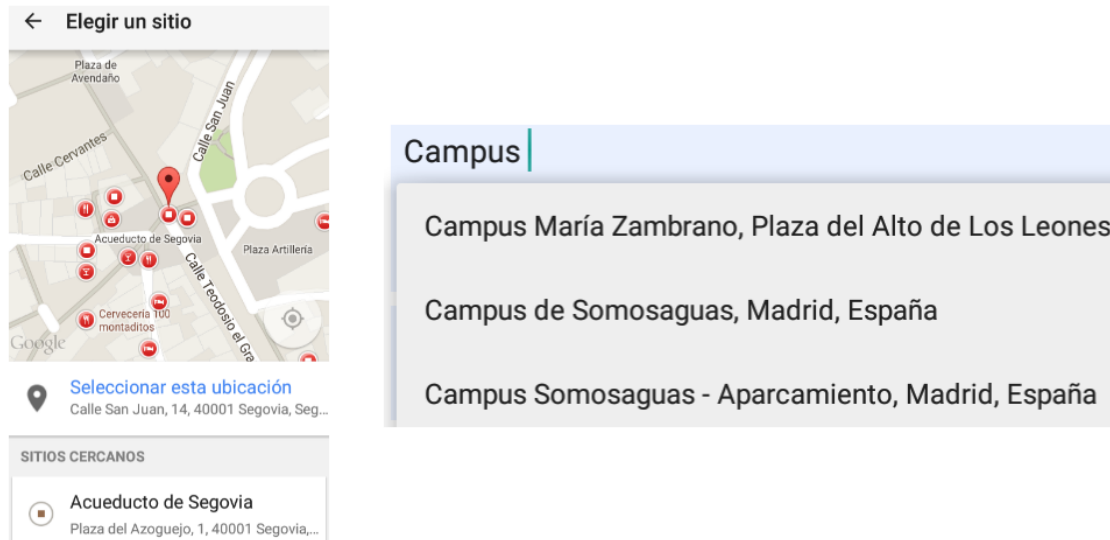 Elegir un sitio
Plaza de
Avendaño
Calle San Juan
Calle Cervantes
Acueducto de Segovia
Plaza Artillería
Calle Teodosio el Gra
Cervecería 100
montaditos
Google
Seleccionar esta ubicación
Calle San Juan, 14, 40001 Segovia, Seg...
SITIOS CERCANOS
Acueducto de Segovia
Plaza del Azoguejo, 1, 40001 Segovia,...
Campus
Campus María Zambrano, Plaza del Alto de Los Leones
Campus de Somosaguas, Madrid, España
Campus Somosaguas - Aparcamiento, Madrid, España